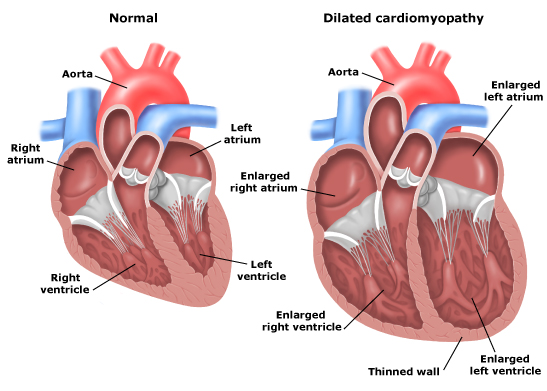 Normal
Dilated cardiomyopathy
Aorta
Right
atrium
Left
atrium
Right
ventricle
Left
ventricle
Aorta
Enlarged
left atrium
Enlarged
right atrium
Enlarged
right ventricle
Thinned wall
Enlarged
left ventricle